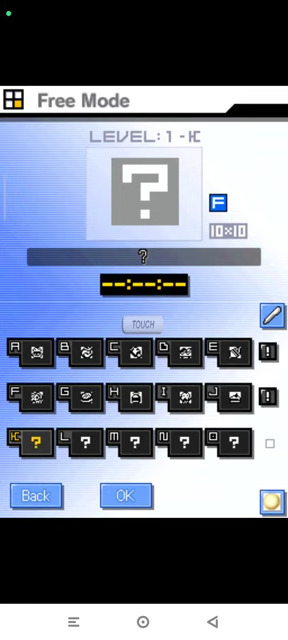 Free Mode
LEVEL: 1 - K
?
F
10×10
?
--:--:--
TOUCH
A B C D E !
F G H I J !
K ? L ? M ? N ? O ?
Back OK